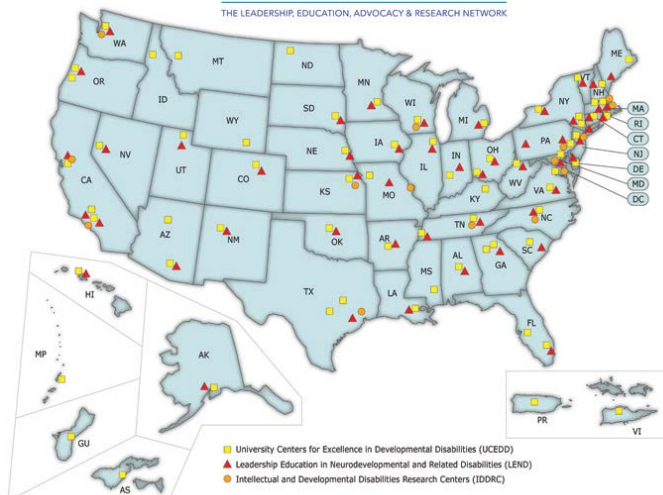 THE LEADERSHIP, EDUCATION, ADVOCACY & RESEARCH NETWORK
WA
MT
ND
MN
ME
VT
NH
OR
ID
SD
WI
MI
NY
MA
RI
CT
NJ
DE
MD
DC
WY
NE
IA
PA
OH
IN
IL
NV
UT
CO
KS
MO
WV
VA
KY
CA
NC
TN
AZ
NM
OK
AR
SC
MS
AL
GA
TX
LA
FL
HI
MP
AK
GU
AS
PR
VI
University Centers for Excellence in Developmental Disabilities (UCEDD)
Leadership Education in Neurodevelopmental and Related Disabilities (LEND)
Intellectual and Developmental Disabilities Research Centers (IDDRC)